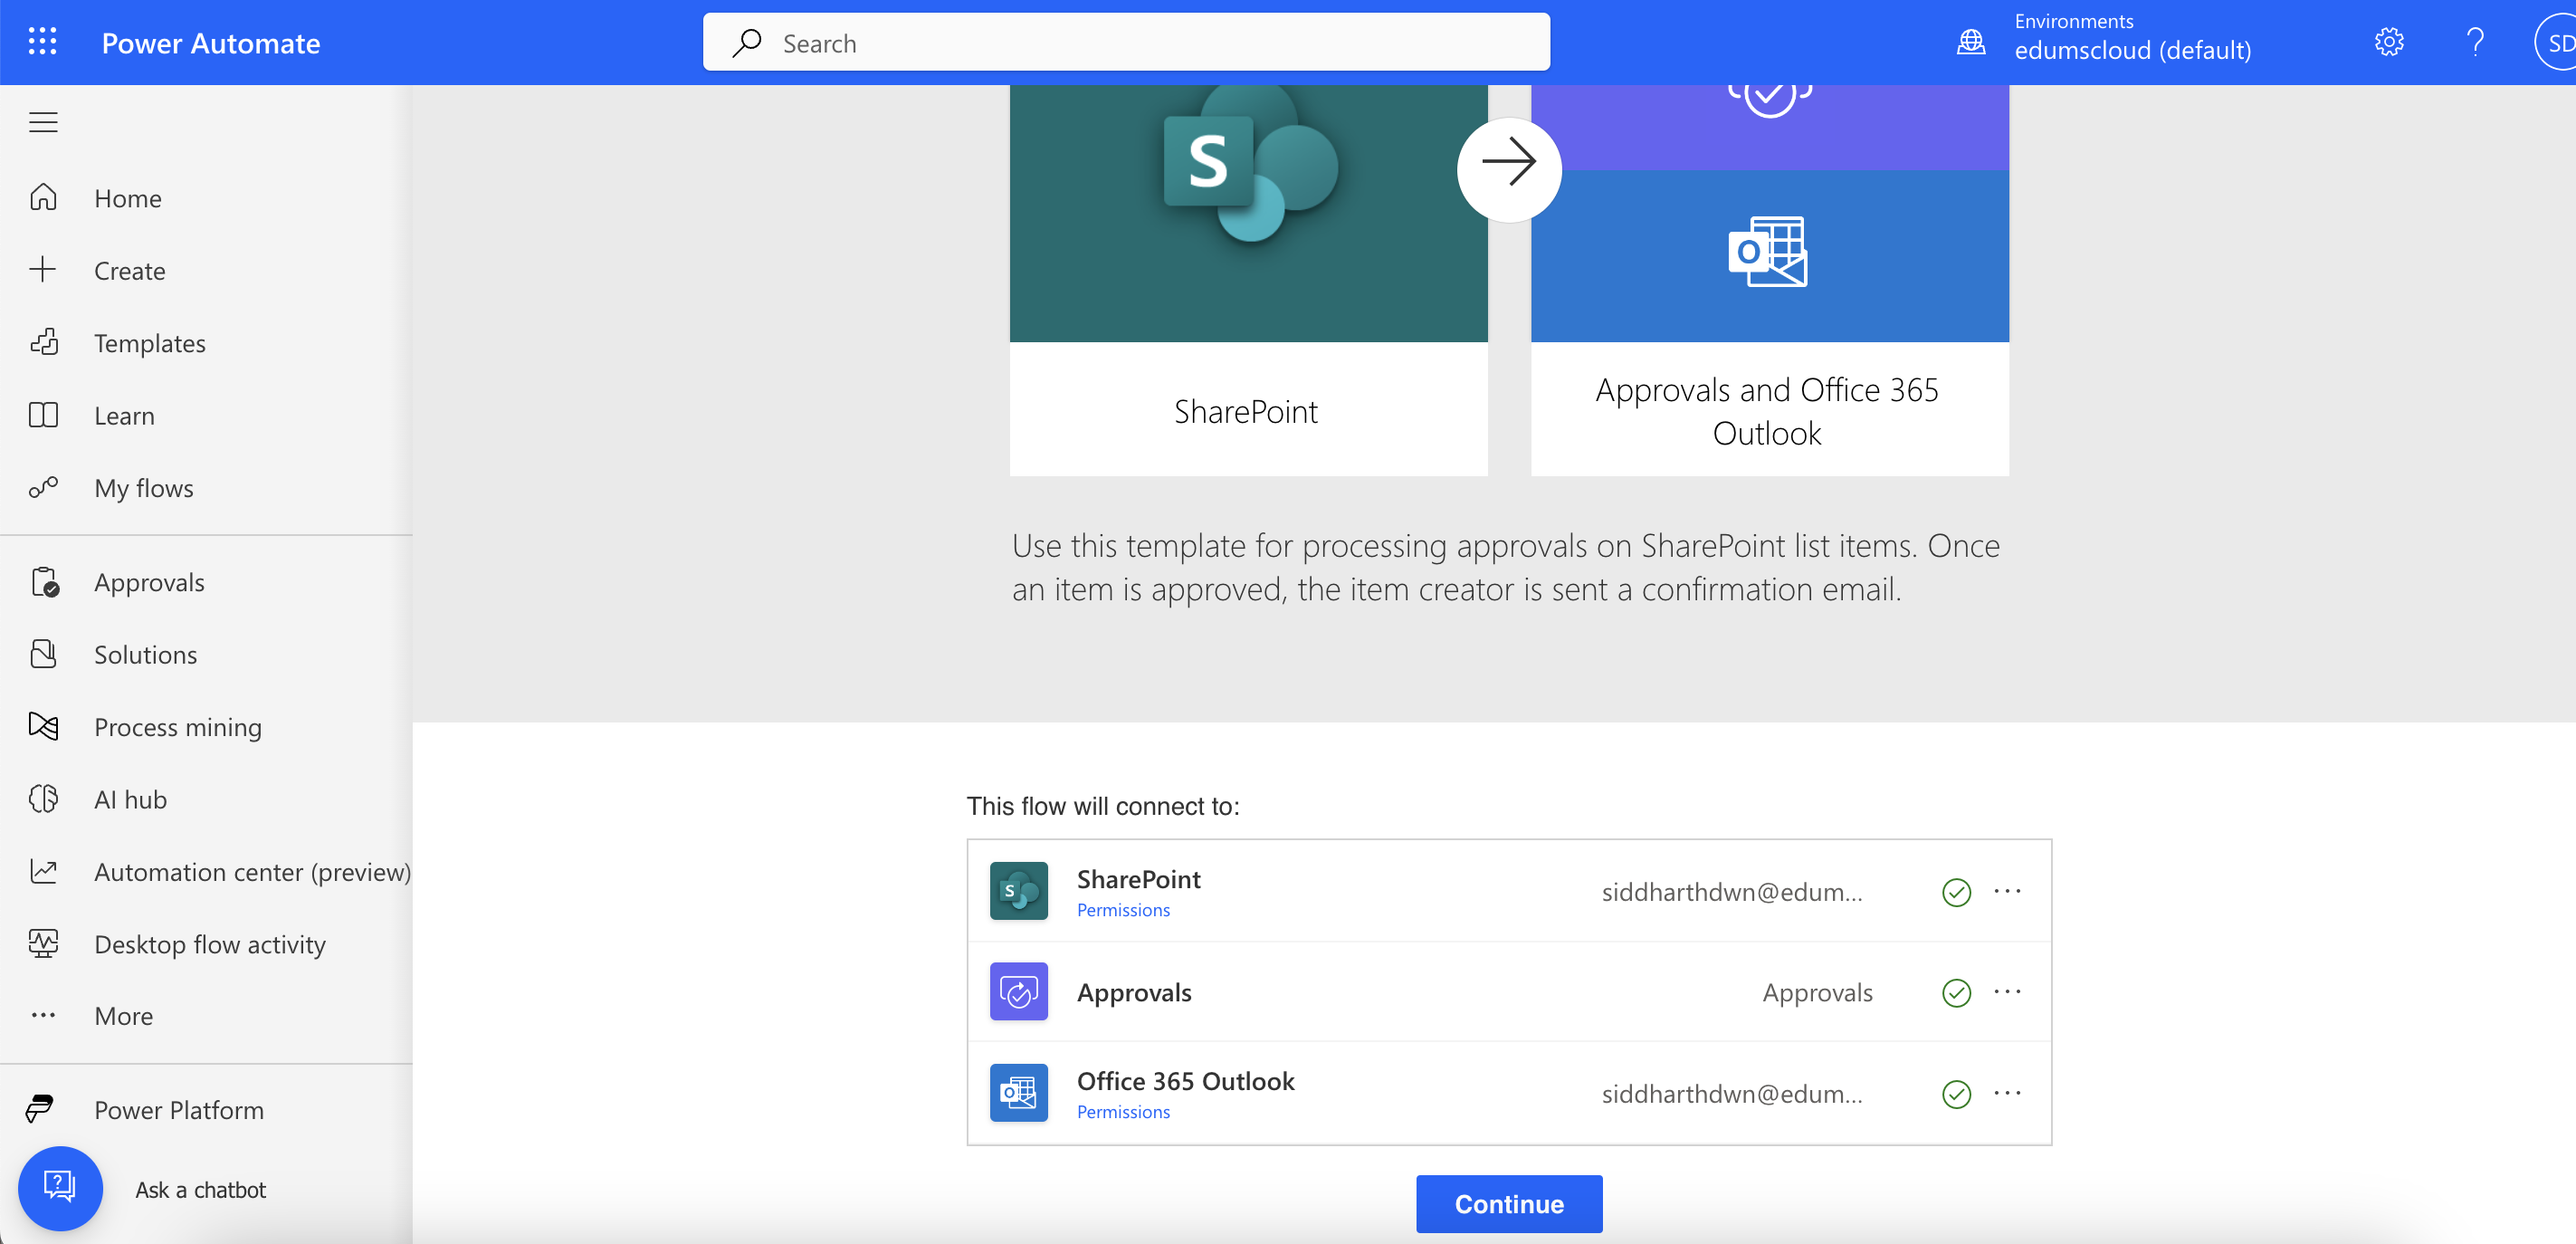 Power Automate
Search
Environments
edumscloud (default)
SD
Home
Create
Templates
Learn
My flows
Approvals
Solutions
Process mining
AI hub
Automation center (preview)
Desktop flow activity
More
Power Platform
Ask a chatbot
S
O
SharePoint
Approvals and Office 365
Outlook
Use this template for processing approvals on SharePoint list items. Once
an item is approved, the item creator is sent a confirmation email.
This flow will connect to:
S
SharePoint
Permissions
siddharthdwn@edum...
Approvals
Approvals
O
Office 365 Outlook
Permissions
siddharthdwn@edum...
Continue